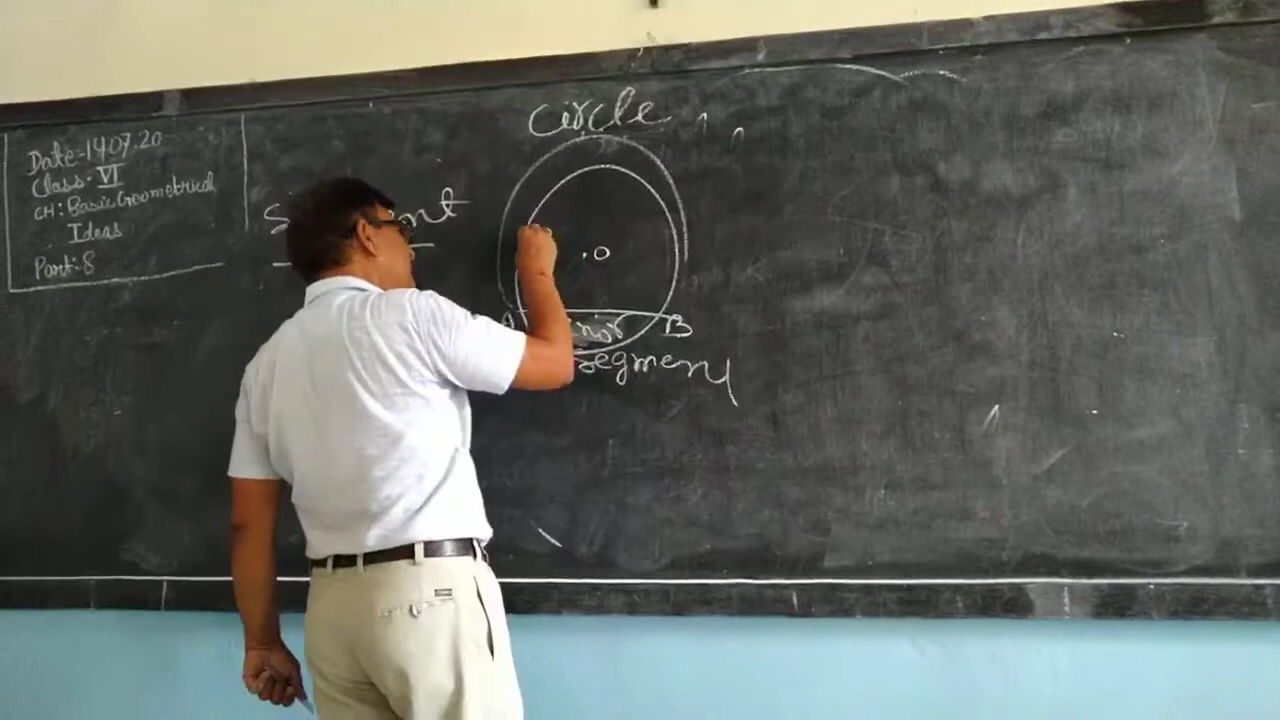 Date-14.07.20
Class-VI
CH: Basic Geometrical
Ideas
Part:8
Circle
.O
B
segment